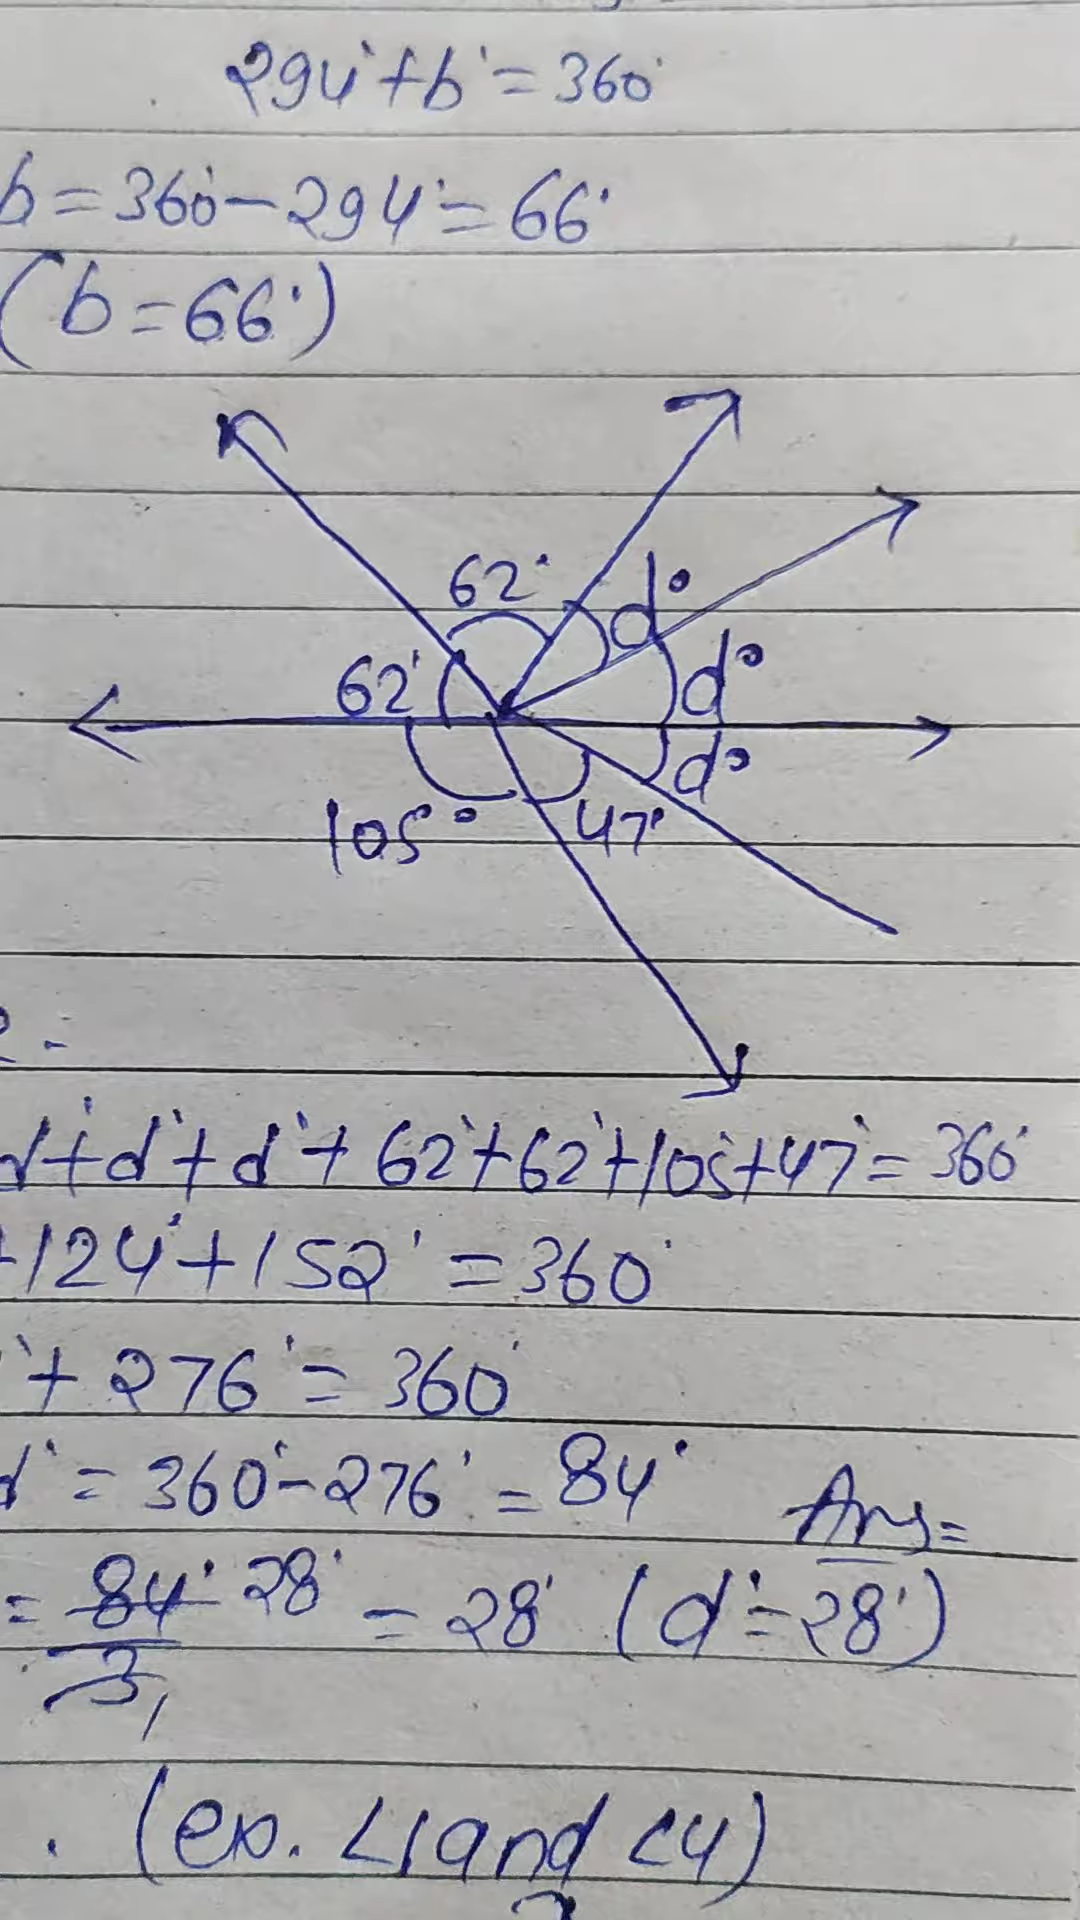 294°+b°=360°
b=360°-294°=66°
(b=66°)
62° d°
62° d°
d°
105° 47°
d+d°+d°+62°+62°+105°+47°=360°
+124°+152°=360°
°+276°=360°
d°=360°-276°=84° Ans=
=84° 28°/3, =28° (d°=28°)
. (ex. <1 and <4)